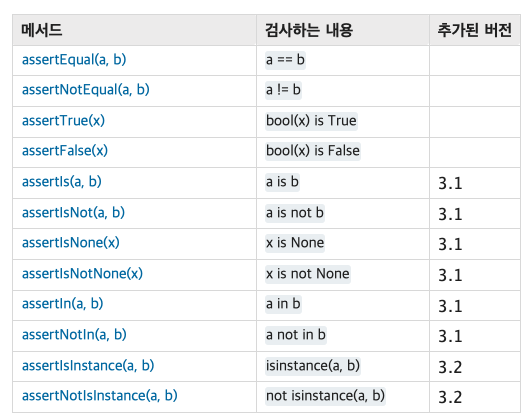 메서드 검사하는 내용 추가된 버전
assertEqual(a, b) a == b
assertNotEqual(a, b) a != b
assertTrue(x) bool(x) is True
assertFalse(x) bool(x) is False
assertIs(a, b) a is b 3.1
assertIsNot(a, b) a is not b 3.1
assertIsNone(x) x is None 3.1
assertIsNotNone(x) x is not None 3.1
assertIn(a, b) a in b 3.1
assertNotIn(a, b) a not in b 3.1
assertIsInstance(a, b) isinstance(a, b) 3.2
assertNotIsInstance(a, b) not isinstance(a, b) 3.2